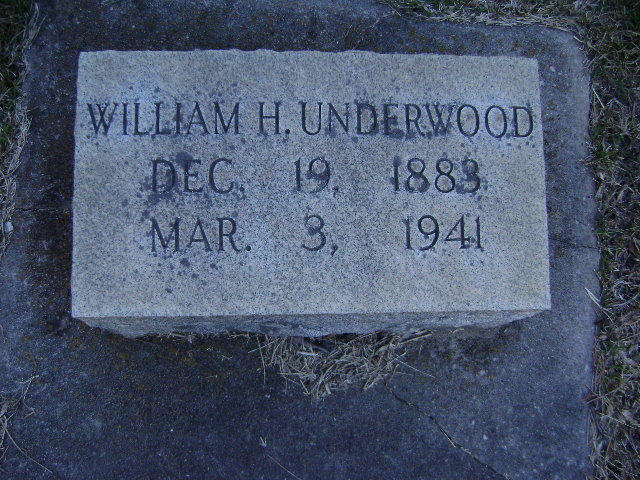 WILLIAM H. UNDERWOOD
DEC. 19, 1883
MAR. 3, 1941